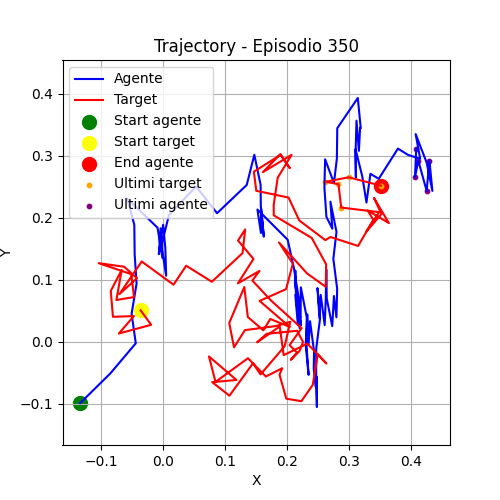 Trajectory - Episodio 350
Agente
Target
Start agente
Start target
End agente
Ultimi target
Ultimi agente
Y
0.4
0.3
0.2
0.1
0.0
−0.1
−0.1 0.0 0.1 0.2 0.3 0.4
X